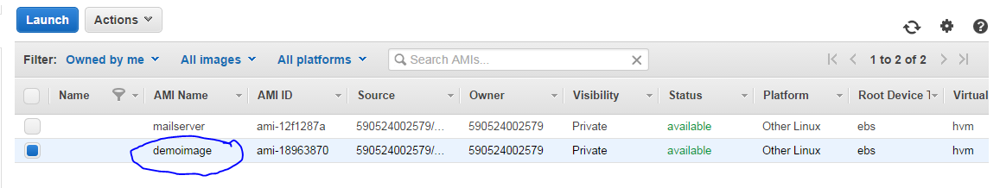 Launch Actions
Filter: Owned by me All images All platforms Search AMIs... 1 to 2 of 2
Name AMI Name AMI ID Source Owner Visibility Status Platform Root Device T Virtual
mailserver ami-12f1287a 590524002579/... 590524002579 Private available Other Linux ebs hvm
demoimage ami-18963870 590524002579/... 590524002579 Private available Other Linux ebs hvm